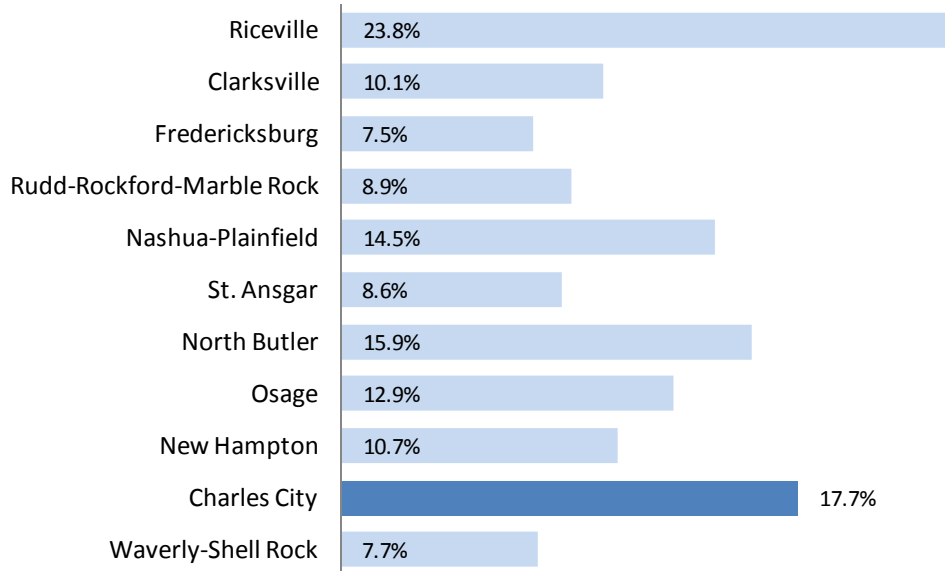 Riceville 23.8%
Clarksville 10.1%
Fredericksburg 7.5%
Rudd-Rockford-Marble Rock 8.9%
Nashua-Plainfield 14.5%
St. Ansgar 8.6%
North Butler 15.9%
Osage 12.9%
New Hampton 10.7%
Charles City 17.7%
Waverly-Shell Rock 7.7%